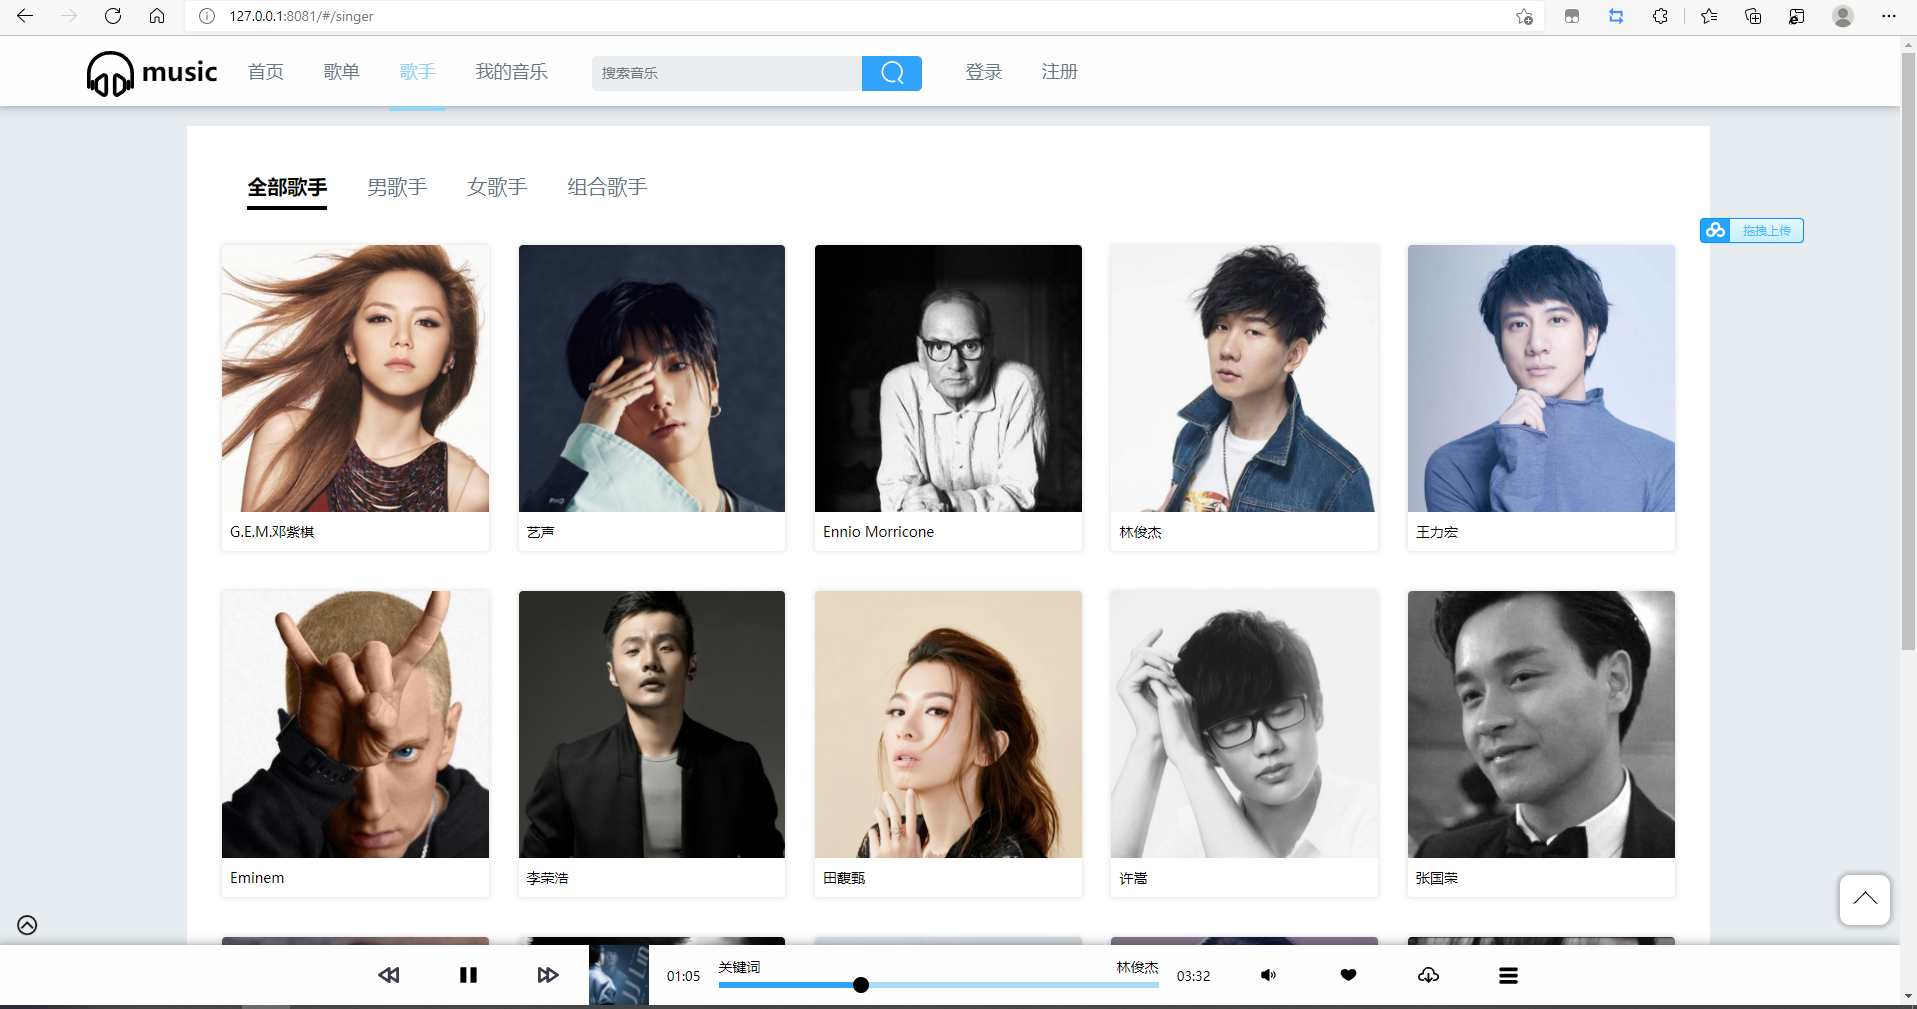 127.0.0.1:8081/#/singer
music 首页 歌单 歌手 我的音乐 搜索音乐 登录 注册
全部歌手 男歌手 女歌手 组合歌手
拖拽上传
G.E.M.邓紫棋 艺声 Ennio Morricone 林俊杰 王力宏
Eminem 李荣浩 田馥甄 许嵩 张国荣
JJ Lin
01:05 关键词 林俊杰 03:32